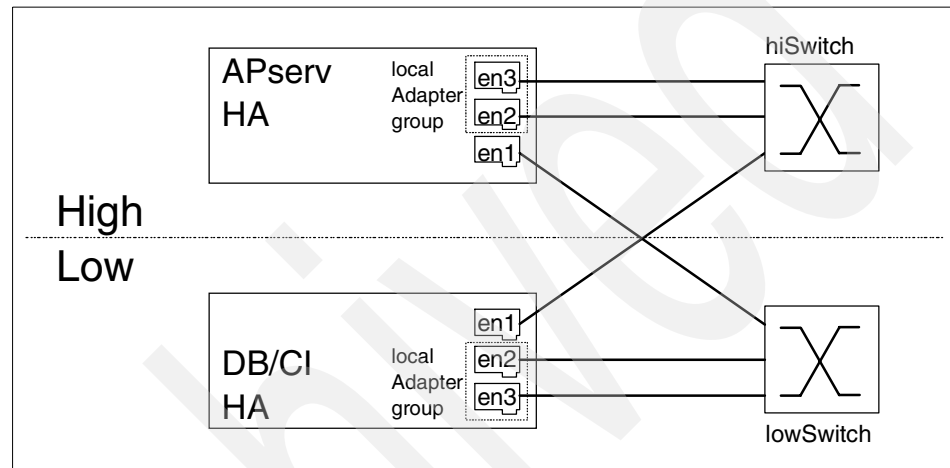 hiSwitch
APserv
HA
local
Adapter
group
en3
en2
en1
High
Low
en1
DB/CI
HA
local
Adapter
group
en2
en3
lowSwitch